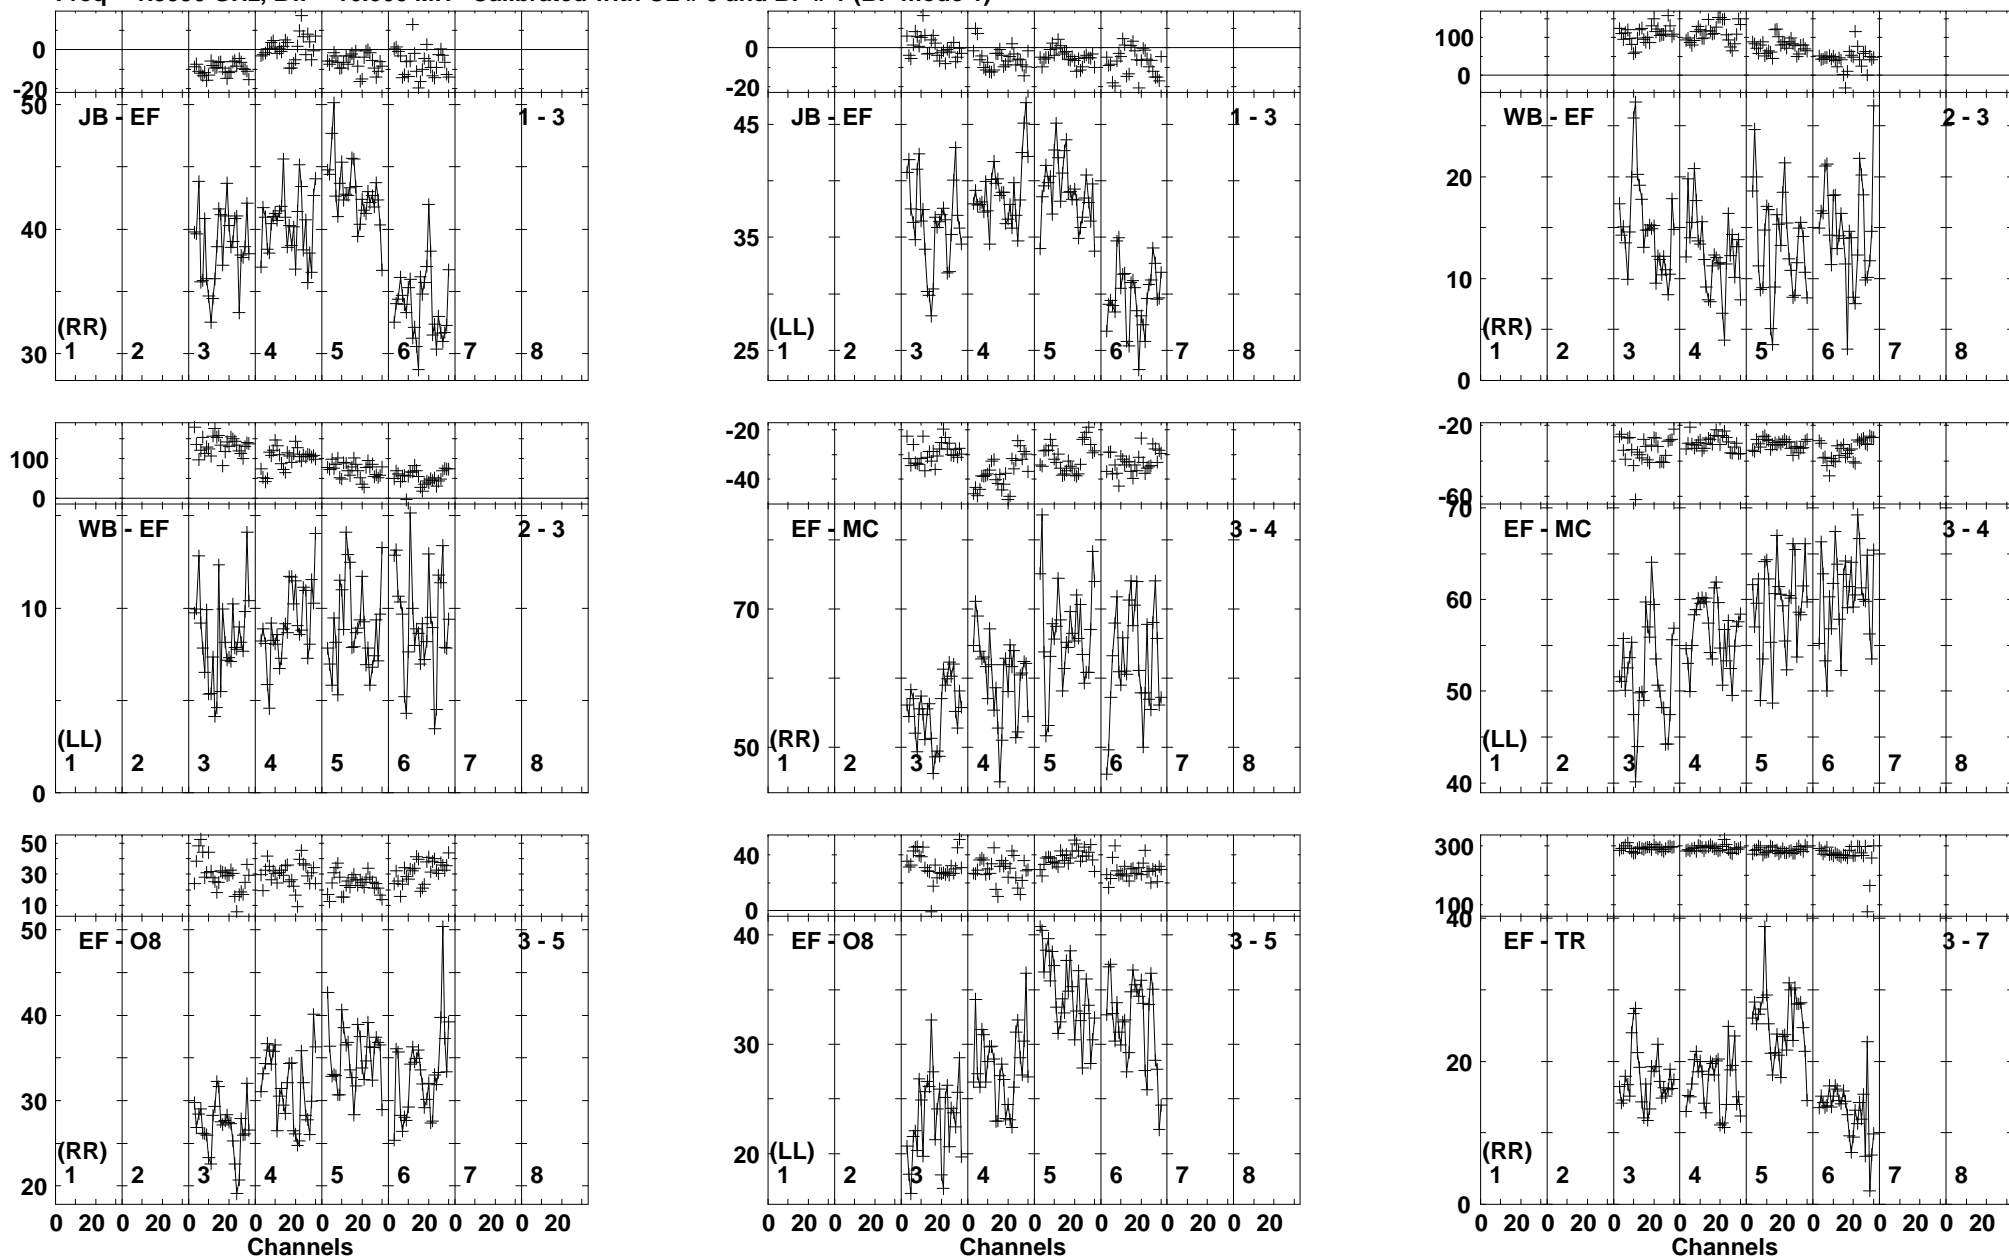 0 0 100
-20 -20 0
50 JB - EF 1 - 3 45 JB - EF 1 - 3 WB - EF 2 - 3
40 35 20
10
(RR) (LL) (RR)
30 1 2 3 4 5 6 7 8 25 1 2 3 4 5 6 7 8 0 1 2 3 4 5 6 7 8
100 -20 -20
0 -40 -60
WB - EF 2 - 3 EF - MC 3 - 4 70 EF - MC 3 - 4
10 70 60
50 50
(LL) (RR) (LL)
0 1 2 3 4 5 6 7 8 1 2 3 4 5 6 7 8 40 1 2 3 4 5 6 7 8
50 40 300
30
10 0 100
50 EF - O8 3 - 5 40 EF - O8 3 - 5 40 EF - TR 3 - 7
40 30 20
30
(RR) (LL) (RR)
20 1 2 3 4 5 6 7 8 20 1 2 3 4 5 6 7 8 0 1 2 3 4 5 6 7 8
0 20 0 20 0 20 0 20 0 20 0 20 0 20 0 20 0 20 0 20 0 20 0 20 0 20 0 20 0 20 0 20 0 20 0 20 0 20 0 20 0 20 0 20 0 20 0 20
Channels Channels